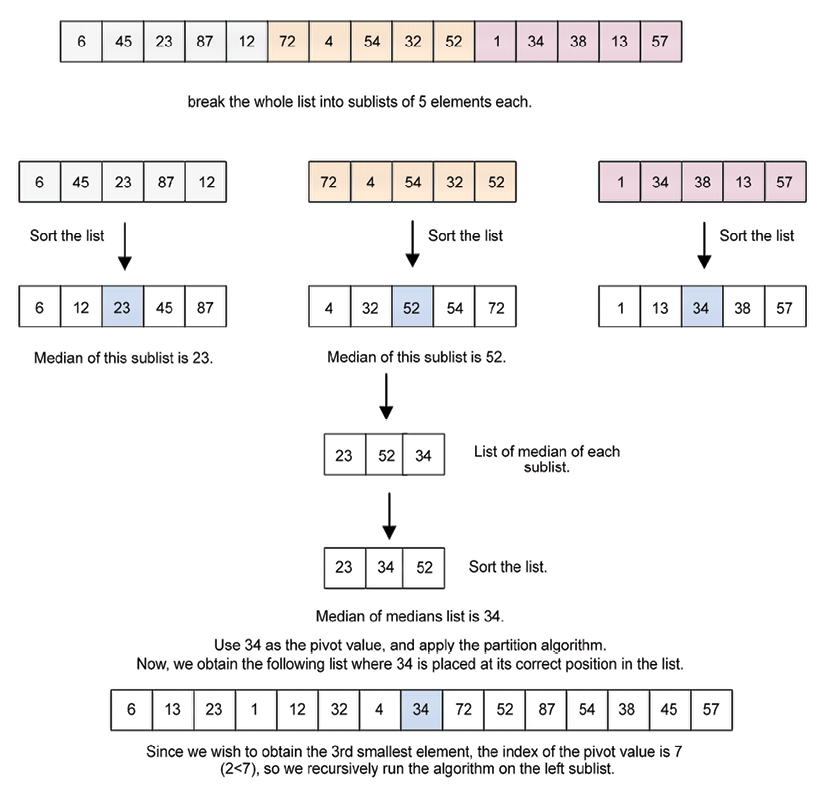 6 45 23 87 12 72 4 54 32 52 1 34 38 13 57
break the whole list into sublists of 5 elements each.
6 45 23 87 12
72 4 54 32 52
1 34 38 13 57
Sort the list
Sort the list
Sort the list
6 12 23 45 87
4 32 52 54 72
1 13 34 38 57
Median of this sublist is 23.
Median of this sublist is 52.
23 52 34
List of median of each
sublist.
23 34 52
Sort the list.
Median of medians list is 34.
Use 34 as the pivot value, and apply the partition algorithm.
Now, we obtain the following list where 34 is placed at its correct position in the list.
6 13 23 1 12 32 4 34 72 52 87 54 38 45 57
Since we wish to obtain the 3rd smallest element, the index of the pivot value is 7
(2<7), so we recursively run the algorithm on the left sublist.